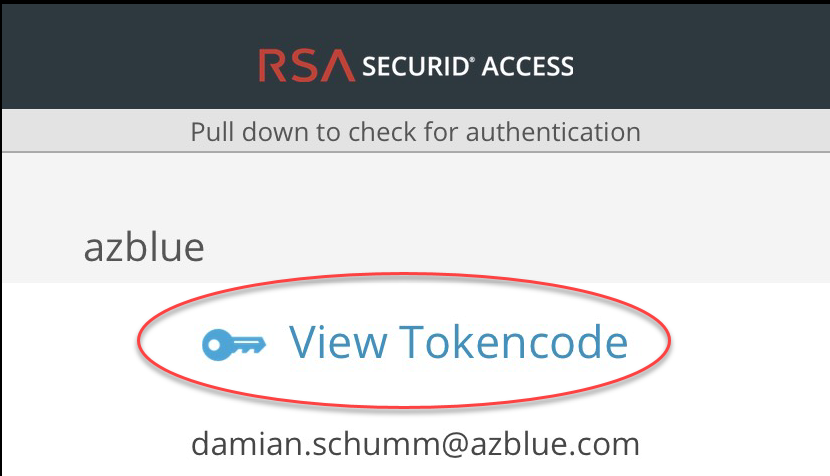 RSA SECURID® ACCESS
Pull down to check for authentication
azblue
View Tokencode
damian.schumm@azblue.com